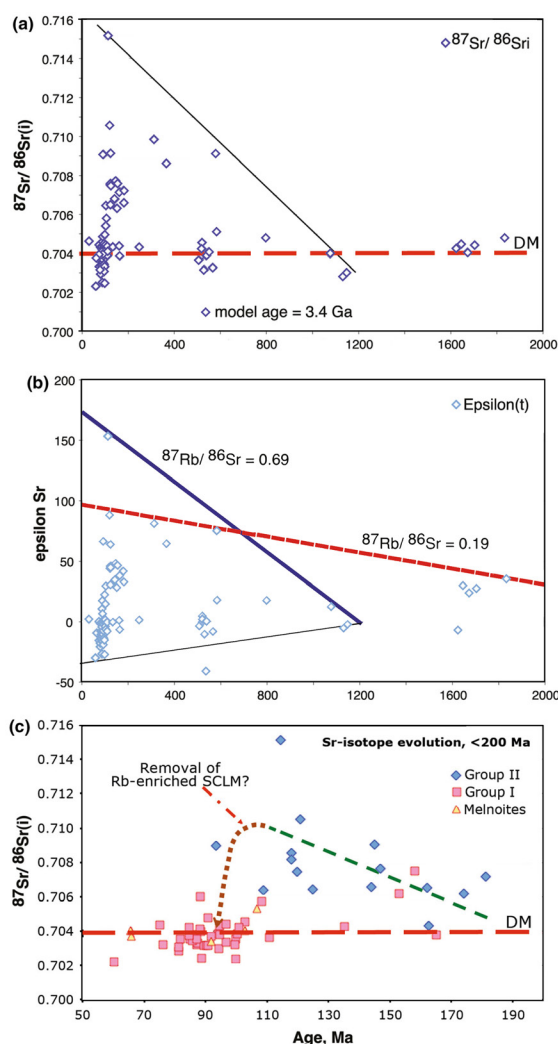 (a)
0.716
0.714
0.712
0.710
0.708
0.706
0.704
0.702
0.700
87Sr/ 86Sr(i)
87Sr/ 86Sri
DM
model age = 3.4 Ga
0 400 800 1200 1600 2000
(b)
200
150
100
50
0
-50
epsilon Sr
Epsilon(t)
87Rb/ 86Sr = 0.69
87Rb/ 86Sr = 0.19
0 400 800 1200 1600 2000
(c)
0.716
0.714
0.712
0.710
0.708
0.706
0.704
0.702
0.700
87Sr/ 86Sr(i)
Sr-isotope evolution, <200 Ma
Removal of
Rb-enriched SCLM?
Group II
Group I
Melnoites
DM
50 70 90 110 130 150 170 190
Age, Ma